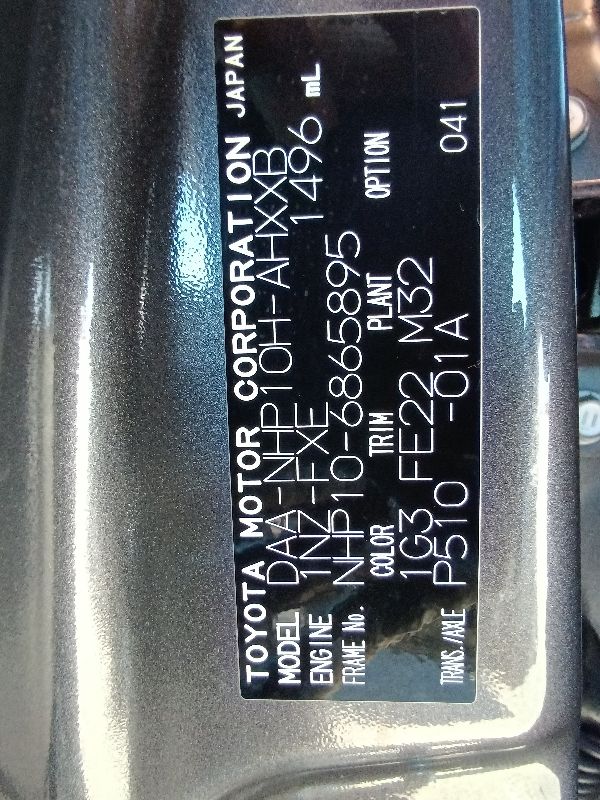 TOYOTA MOTOR CORPORATION JAPAN
MODEL DAA-NHP10H-AHXXB
ENGINE 1NZ-FXE 1496 mL
FRAME No. NHP10-6865895
COLOR TRIM PLANT OPTION
1G3 FE22 M32
TRANS./AXLE P510 -01A 041